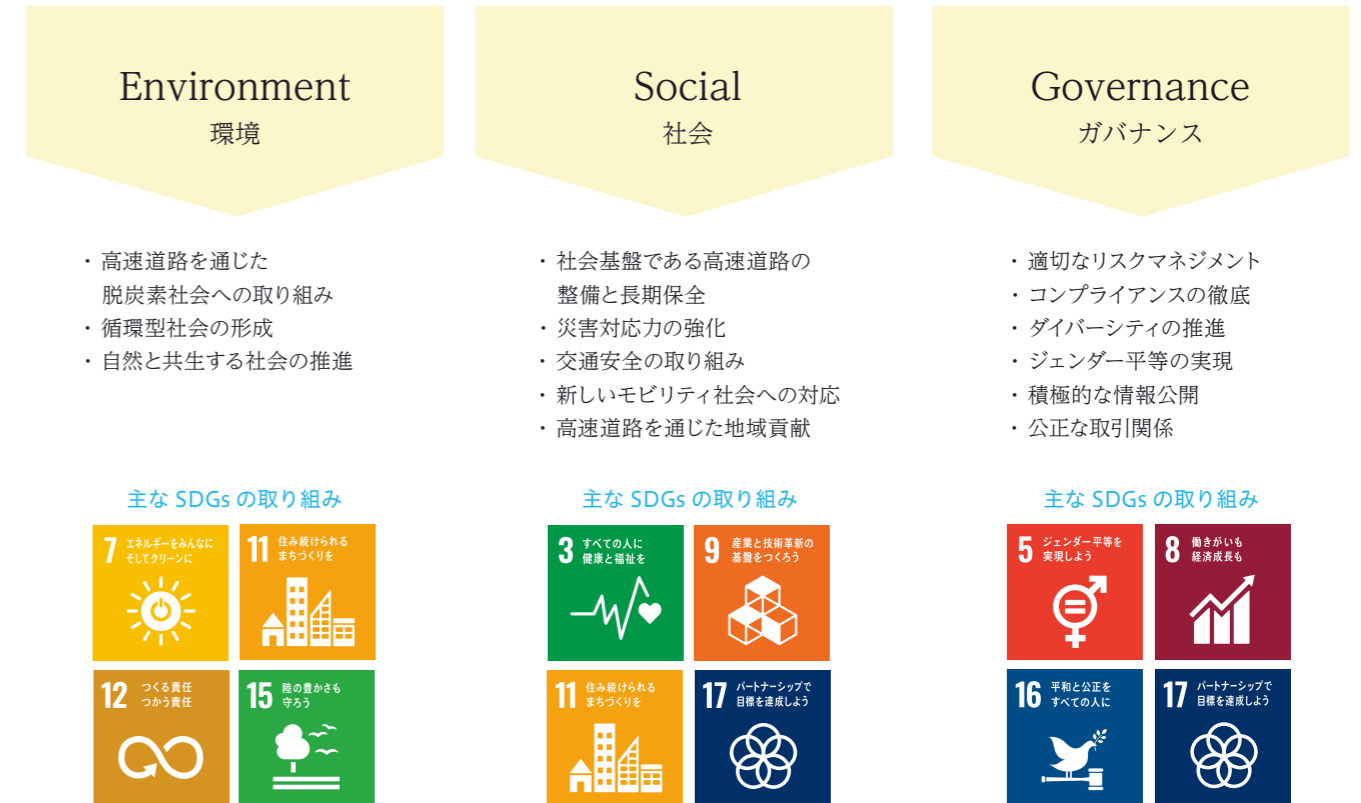 Environment
環境
・ 高速道路を通じた
脱炭素社会への取り組み
・ 循環型社会の形成
・ 自然と共生する社会の推進
主な SDGs の取り組み
7 エネルギーをみんなに
そしてクリーンに
11 住み続けられる
まちづくりを
12 つくる責任
つかう責任
15 陸の豊かさも
守ろう
Social
社会
・ 社会基盤である高速道路の
整備と長期保全
・ 災害対応力の強化
・ 交通安全の取り組み
・ 新しいモビリティ社会への対応
・ 高速道路を通じた地域貢献
主な SDGs の取り組み
3 すべての人に
健康と福祉を
9 産業と技術革新の
基盤をつくろう
11 住み続けられる
まちづくりを
17 パートナーシップで
目標を達成しよう
Governance
ガバナンス
・ 適切なリスクマネジメント
・ コンプライアンスの徹底
・ ダイバーシティの推進
・ ジェンダー平等の実現
・ 積極的な情報公開
・ 公正な取引関係
主な SDGs の取り組み
5 ジェンダー平等を
実現しよう
8 働きがいも
経済成長も
16 平和と公正を
すべての人に
17 パートナーシップで
目標を達成しよう